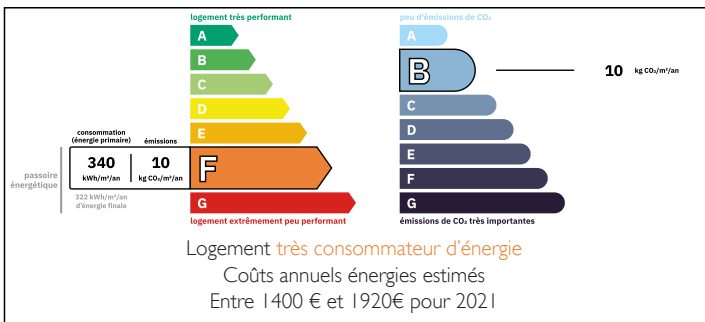 logement très performant
A
B
C
D
E
consommation
(énergie primaire)
émissions
passoire
énergétique
340
kWh/m²/an
10
kg CO₂/m²/an
F
322 kWh/m²/an
d'énergie finale
G
logement extrêmement peu performant
peu d'émissions de CO₂
A
B
10 kg CO₂/m²/an
C
D
E
F
G
émissions de CO₂ très importantes
Logement très consommateur d'énergie
Coûts annuels énergies estimés
Entre 1400 € et 1920€ pour 2021